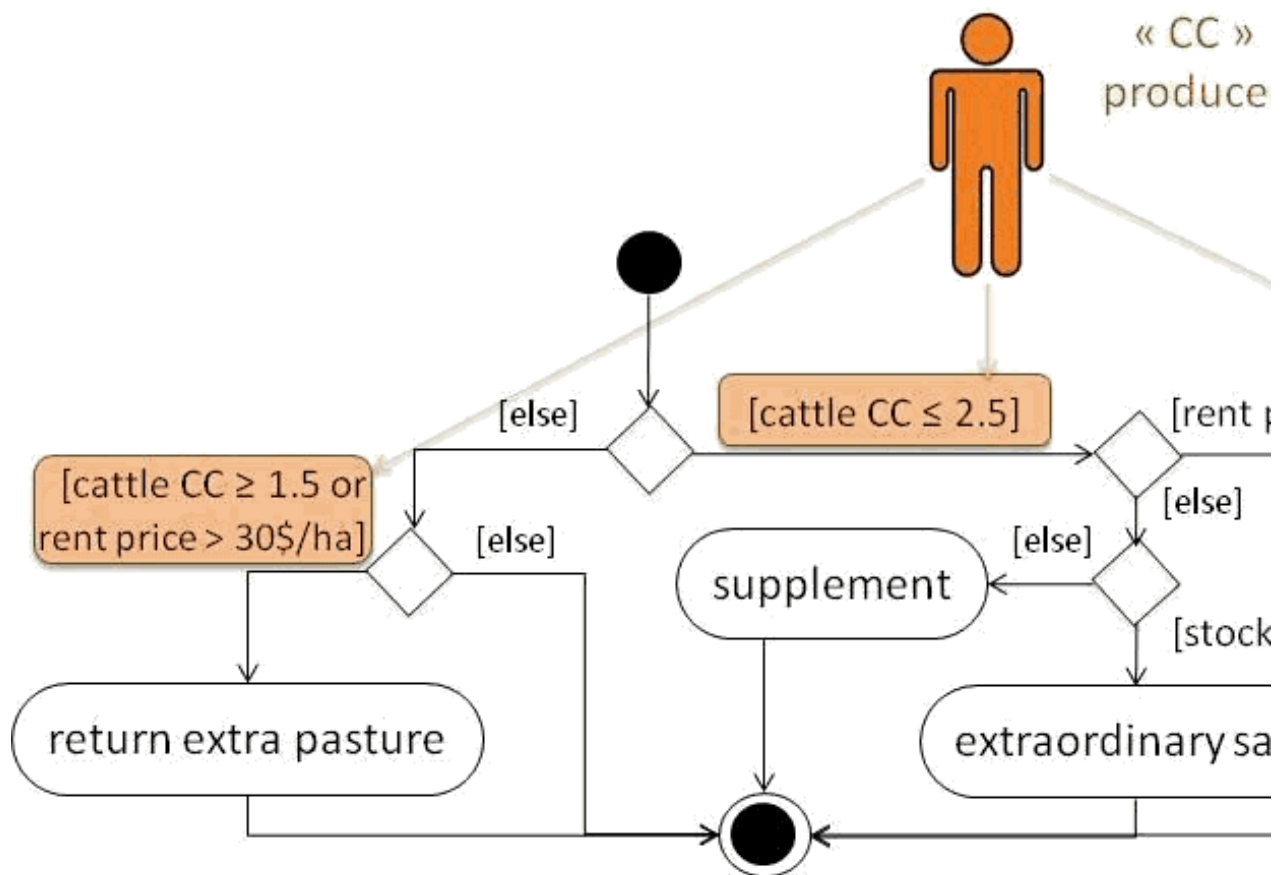 « CC »
produce
[else]
[cattle CC ≤ 2.5]
[rent p
[cattle CC ≥ 1.5 or
rent price > 30$/ha]
[else]
[else]
[else]
supplement
[stock
return extra pasture
extraordinary sa